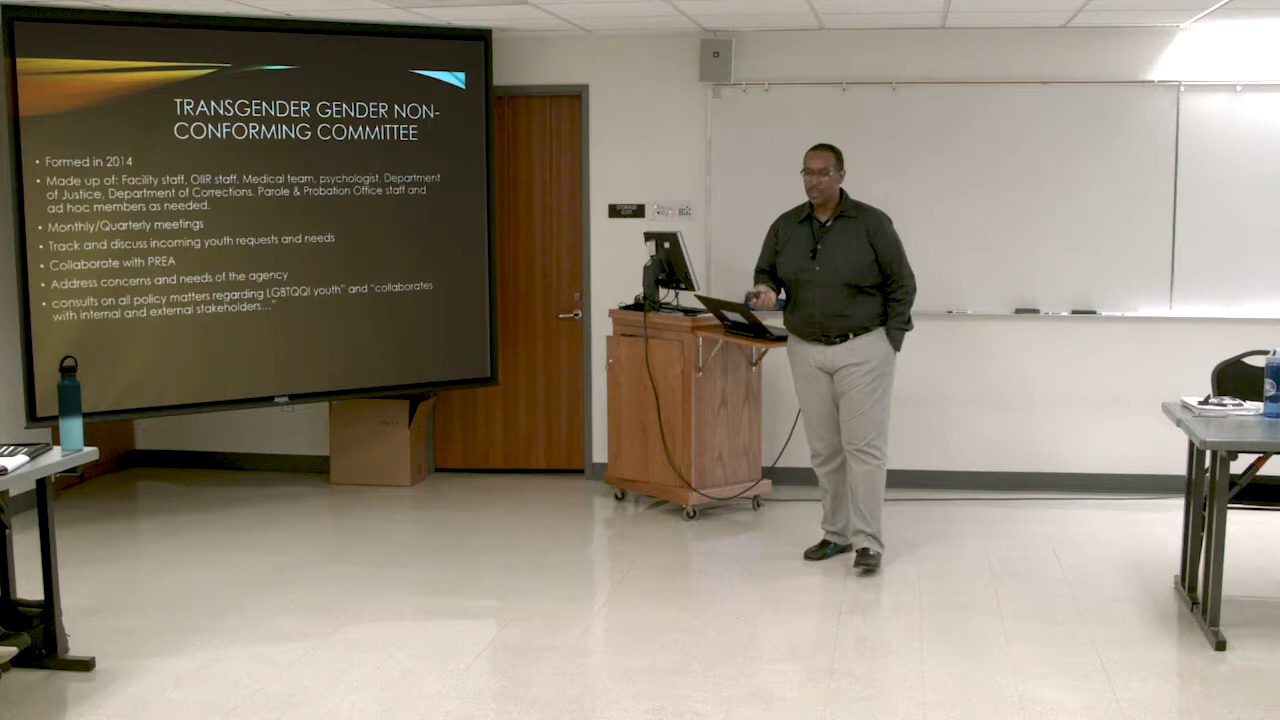 TRANSGENDER GENDER NON-
CONFORMING COMMITTEE
• Formed in 2014
• Made up of: Facility staff, OIIR staff, Medical team, psychologist, Department
of Justice, Department of Corrections, Parole & Probation Office staff and
ad hoc members as needed.
• Monthly/Quarterly meetings
• Track and discuss incoming youth requests and needs
• Collaborate with PREA
• Address concerns and needs of the agency
• consults on all policy matters regarding LGBTQQI youth" and "collaborates
with internal and external stakeholders…"
STORAGE